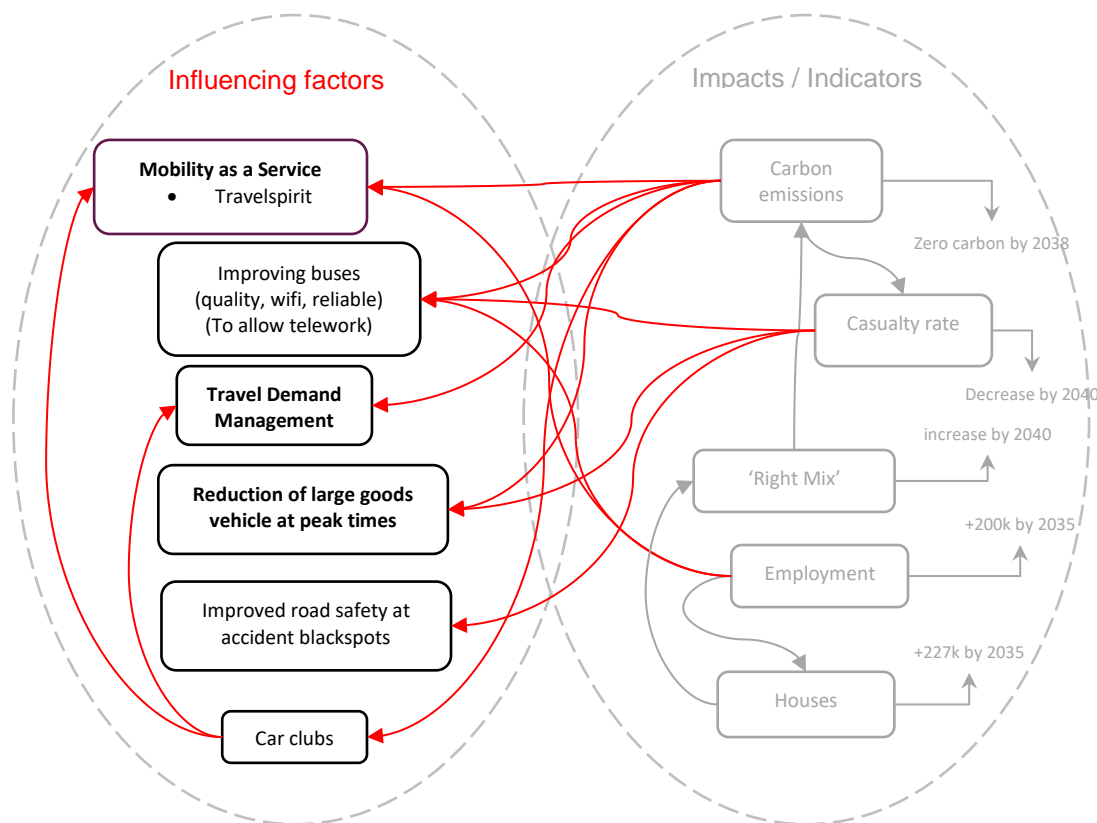 Influencing factors
Impacts / Indicators
Mobility as a Service
• Travelspirit
Improving buses
(quality, wifi, reliable)
(To allow telework)
Travel Demand
Management
Reduction of large goods
vehicle at peak times
Improved road safety at
accident blackspots
Car clubs
Carbon
emissions
Zero carbon by 2038
Casualty rate
Decrease by 2040
increase by 2040
‘Right Mix’
+200k by 2035
Employment
+227k by 2035
Houses